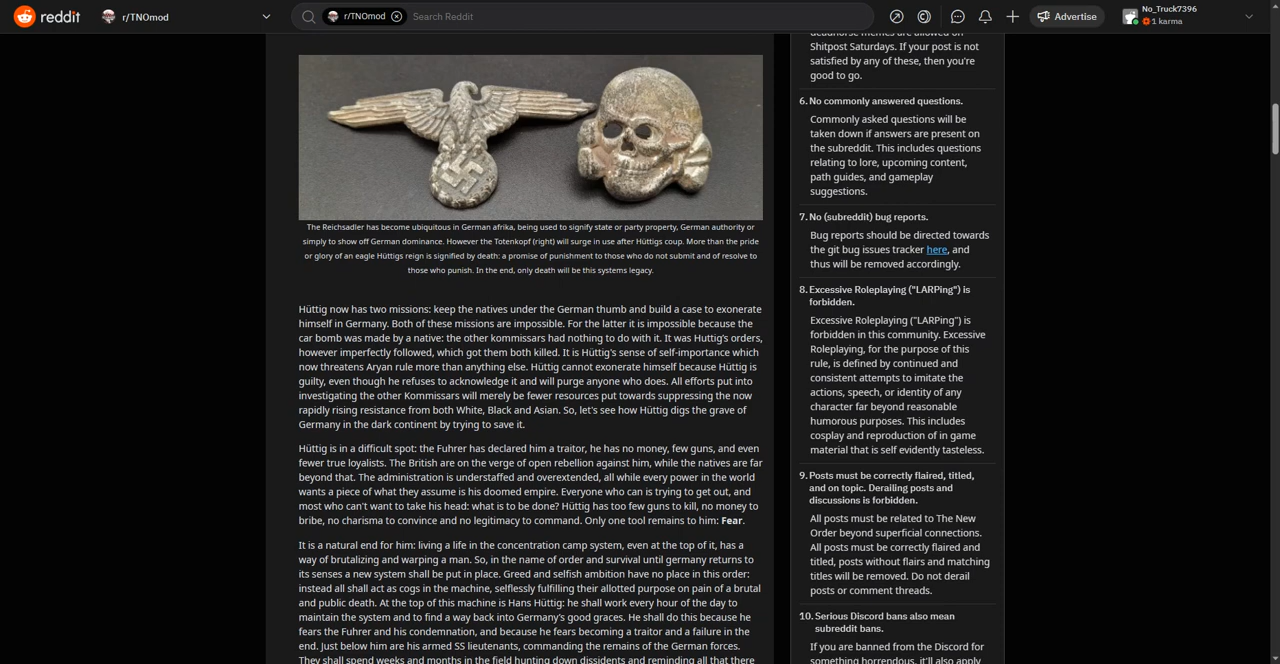 reddit
r/TNOmod
r/TNOmod
Search Reddit
Advertise
No_Truck7396
1 karma
The Reichsadler has become ubiquitous in German afrika, being used to signify state or party property, German authority or
simply to show off German dominance. However the Totenkopf (right) will surge in use after Hüttigs coup. More than the pride
or glory of an eagle Hüttigs reign is signified by death: a promise of punishment to those who do not submit and of resolve to
those who punish. In the end, only death will be this systems legacy.
Hüttig now has two missions: keep the natives under the German thumb and build a case to exonerate
himself in Germany. Both of these missions are impossible. For the latter it is impossible because the
car bomb was made by a native: the other kommissars had nothing to do with it. It was Huttig's orders,
however imperfectly followed, which got them both killed. It is Hüttig's sense of self-importance which
now threatens Aryan rule more than anything else. Hüttig cannot exonerate himself because Hüttig is
guilty, even though he refuses to acknowledge it and will purge anyone who does. All efforts put into
investigating the other Kommissars will merely be fewer resources put towards suppressing the now
rapidly rising resistance from both White, Black and Asian. So, let's see how Hüttig digs the grave of
Germany in the dark continent by trying to save it.
Hüttig is in a difficult spot: the Fuhrer has declared him a traitor, he has no money, few guns, and even
fewer true loyalists. The British are on the verge of open rebellion against him, while the natives are far
beyond that. The administration is understaffed and overextended, all while every power in the world
wants a piece of what they assume is his doomed empire. Everyone who can is trying to get out, and
most who can't want to take his head: what is to be done? Hüttig has too few guns to kill, no money to
bribe, no charisma to convince and no legitimacy to command. Only one tool remains to him: Fear.
It is a natural end for him: living a life in the concentration camp system, even at the top of it, has a
way of brutalizing and warping a man. So, in the name of order and survival until germany returns to
its senses a new system shall be put in place. Greed and selfish ambition have no place in this order:
instead all shall act as cogs in the machine, selflessly fulfilling their allotted purpose on pain of a brutal
and public death. At the top of this machine is Hans Hüttig: he shall work every hour of the day to
maintain the system and to find a way back into Germany's good graces. He shall do this because he
fears the Fuhrer and his condemnation, and because he fears becoming a traitor and a failure in the
end. Just below him are his armed SS lieutenants, commanding the remains of the German forces.
They shall spend weeks and months in the field hunting down dissidents and reminding all that there
deadhorse memes are allowed on
Shitpost Saturdays. If your post is not
satisfied by any of these, then you're
good to go.
6. No commonly answered questions.
Commonly asked questions will be
taken down if answers are present on
the subreddit. This includes questions
relating to lore, upcoming content,
path guides, and gameplay
suggestions.
7. No (subreddit) bug reports.
Bug reports should be directed towards
the git bug issues tracker here, and
thus will be removed accordingly.
8. Excessive Roleplaying ("LARPing") is
forbidden.
Excessive Roleplaying ("LARPing") is
forbidden in this community. Excessive
Roleplaying, for the purpose of this
rule, is defined by continued and
consistent attempts to imitate the
actions, speech, or identity of any
character far beyond reasonable
humorous purposes. This includes
cosplay and reproduction of in game
material that is self evidently tasteless.
9. Posts must be correctly flaired, titled,
and on topic. Derailing posts and
discussions is forbidden.
All posts must be related to The New
Order beyond superficial connections.
All posts must be correctly flaired and
titled, posts without flairs and matching
titles will be removed. Do not derail
posts or comment threads.
10. Serious Discord bans also mean
subreddit bans.
If you are banned from the Discord for
something horrendous, it'll also apply